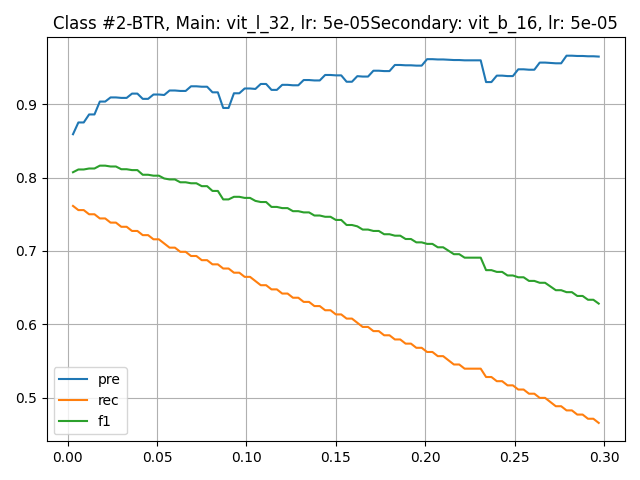 Class #2-BTR, Main: vit_l_32, lr: 5e-05Secondary: vit_b_16, lr: 5e-05
0.9
0.8
0.7
0.6
0.5
pre
rec
f1
0.00 0.05 0.10 0.15 0.20 0.25 0.30